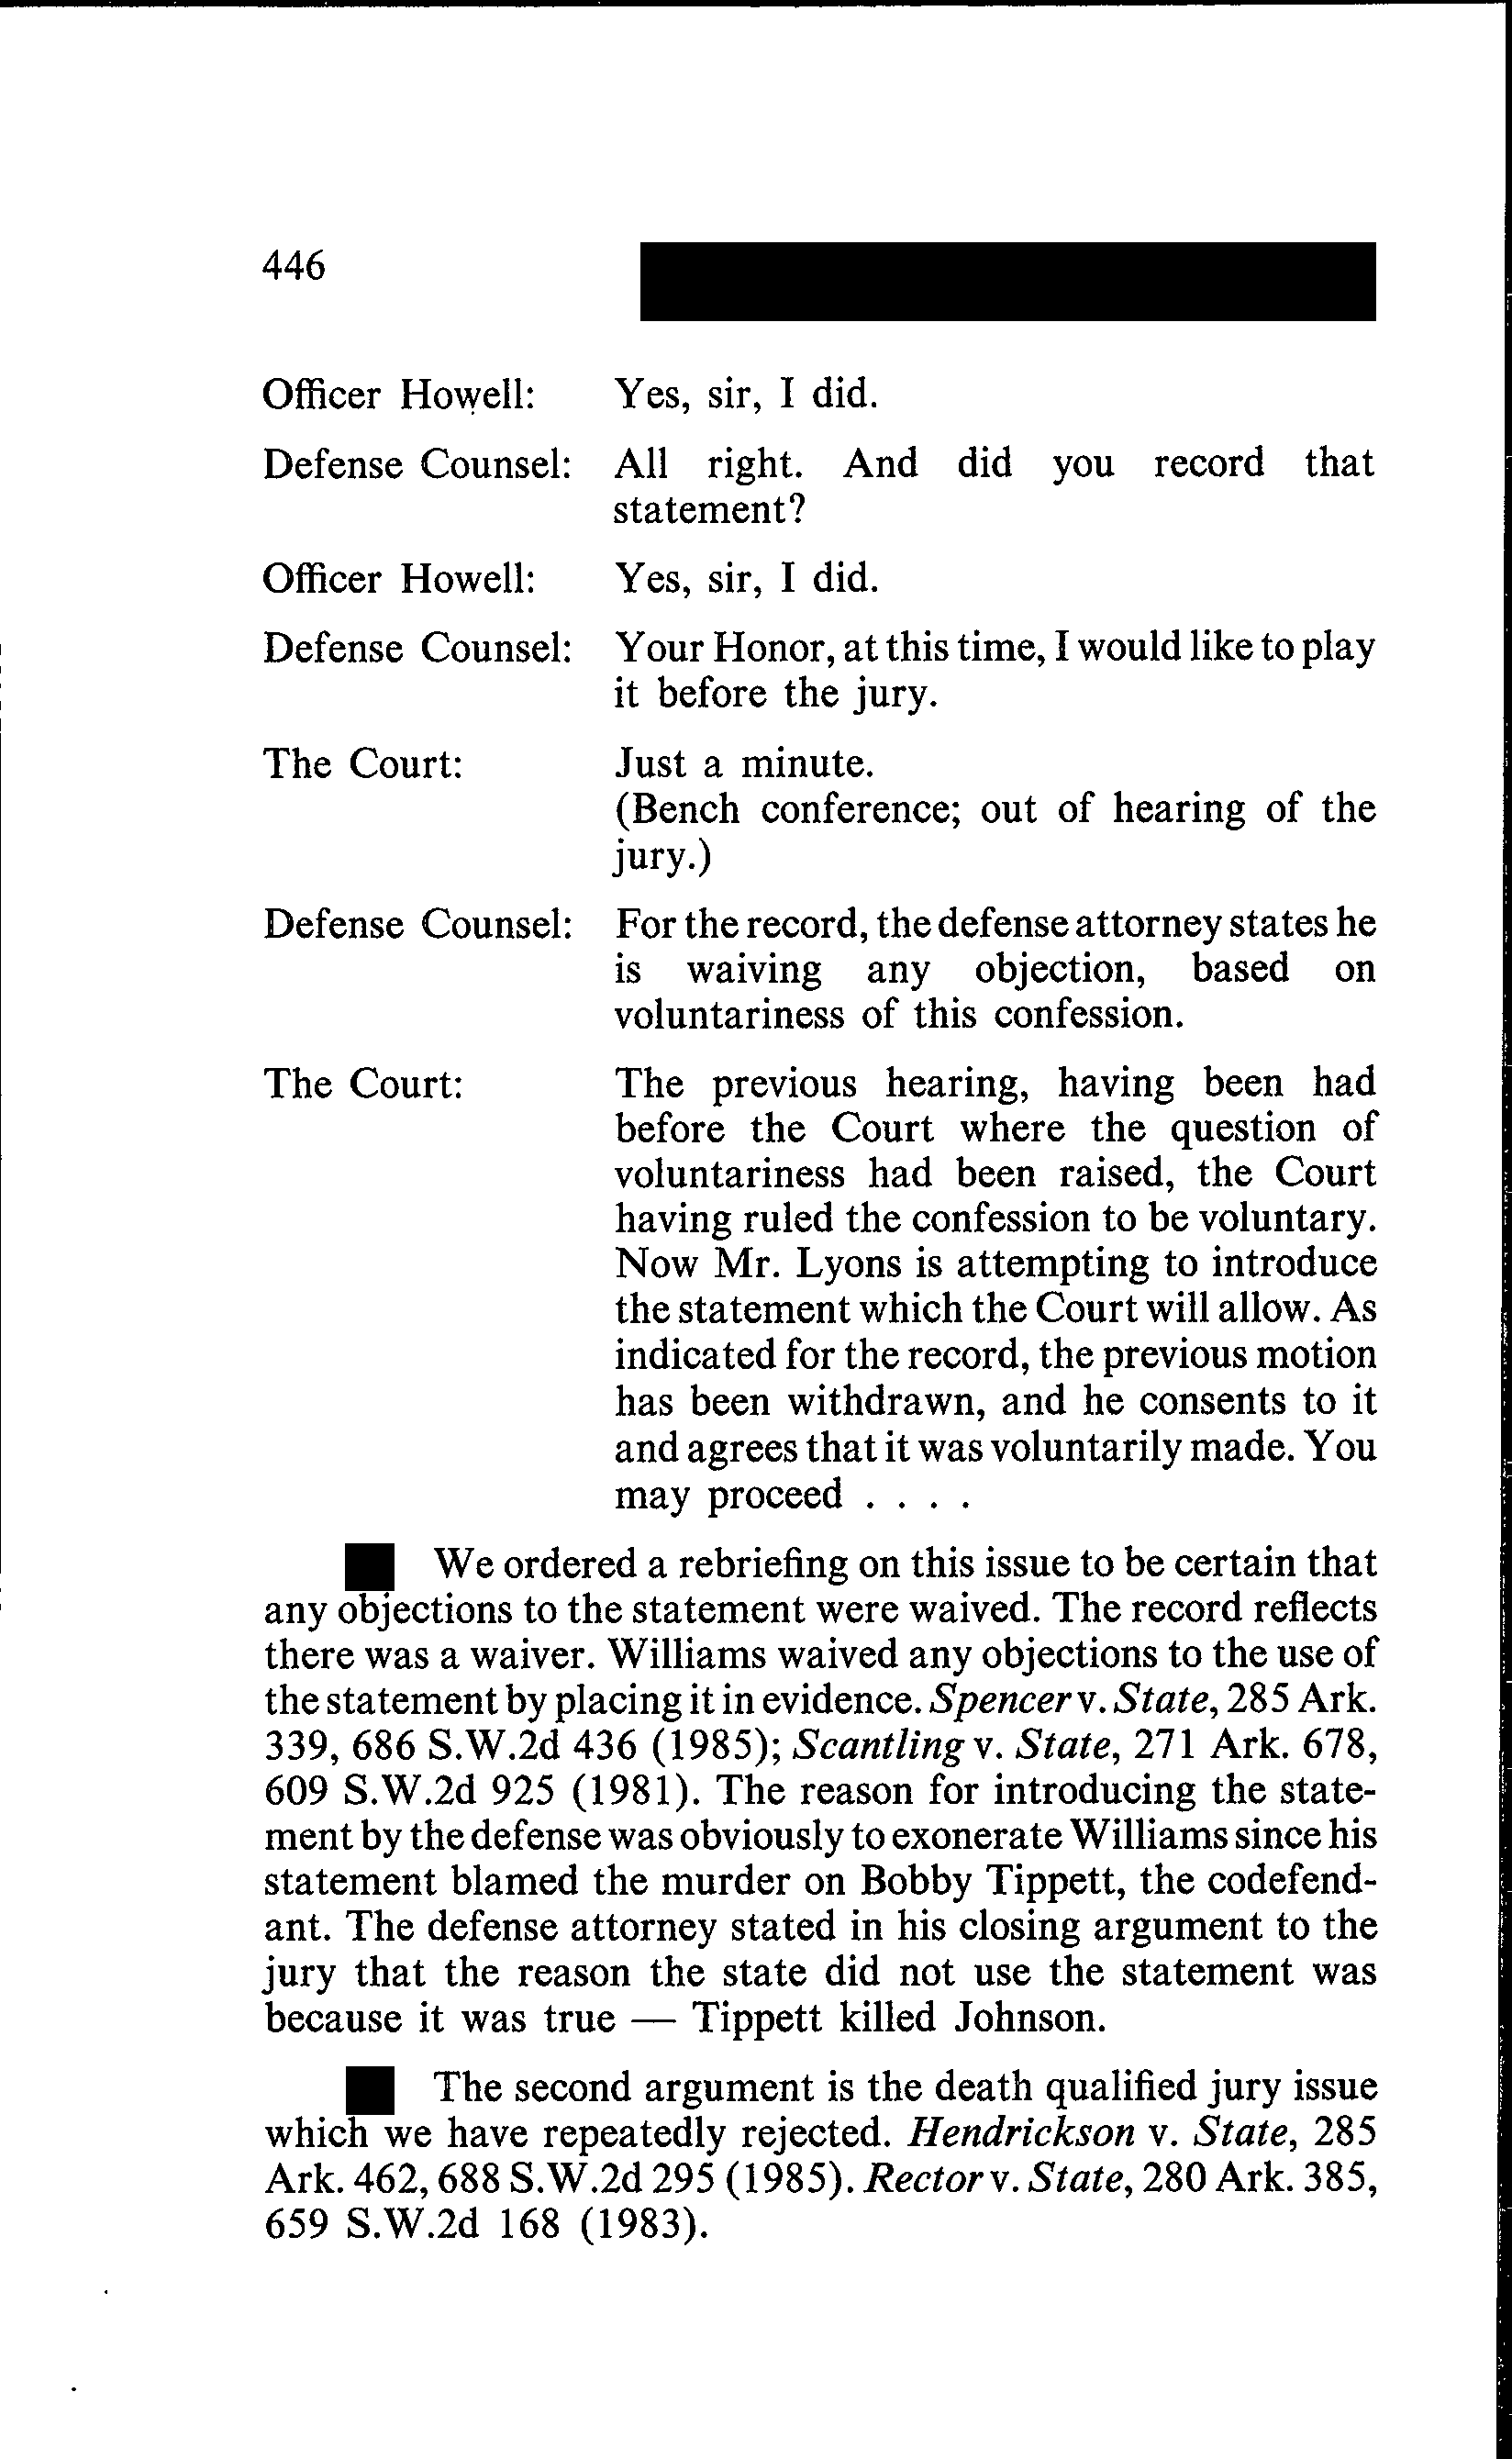 446
Officer Howell: Yes, sir, I did.
Defense Counsel: All right. And did you record that
statement?
Officer Howell: Yes, sir, I did.
Defense Counsel: Your Honor, at this time, I would like to play
it before the jury.
The Court: Just a minute.
(Bench conference; out of hearing of the
jury.)
Defense Counsel: For the record, the defense attorney states he
is waiving any objection, based on
voluntariness of this confession.
The Court: The previous hearing, having been had
before the Court where the question of
voluntariness had been raised, the Court
having ruled the confession to be voluntary.
Now Mr. Lyons is attempting to introduce
the statement which the Court will allow. As
indicated for the record, the previous motion
has been withdrawn, and he consents to it
and agrees that it was voluntarily made. You
may proceed . . . .
We ordered a rebriefing on this issue to be certain that
any objections to the statement were waived. The record reflects
there was a waiver. Williams waived any objections to the use of
the statement by placing it in evidence. Spencer v. State, 285 Ark.
339, 686 S.W.2d 436 (1985); Scantling v. State, 271 Ark. 678,
609 S.W.2d 925 (1981). The reason for introducing the state-
ment by the defense was obviously to exonerate Williams since his
statement blamed the murder on Bobby Tippett, the codefend-
ant. The defense attorney stated in his closing argument to the
jury that the reason the state did not use the statement was
because it was true — Tippett killed Johnson.
The second argument is the death qualified jury issue
which we have repeatedly rejected. Hendrickson v. State, 285
Ark. 462, 688 S.W.2d 295 (1985). Rector v. State, 280 Ark. 385,
659 S.W.2d 168 (1983).